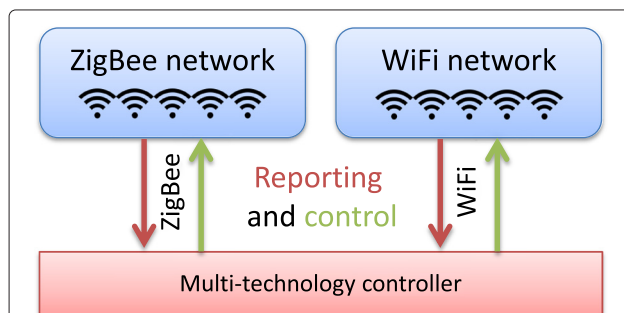 ZigBee network
WiFi network
ZigBee
Reporting
and control
WiFi
Multi-technology controller